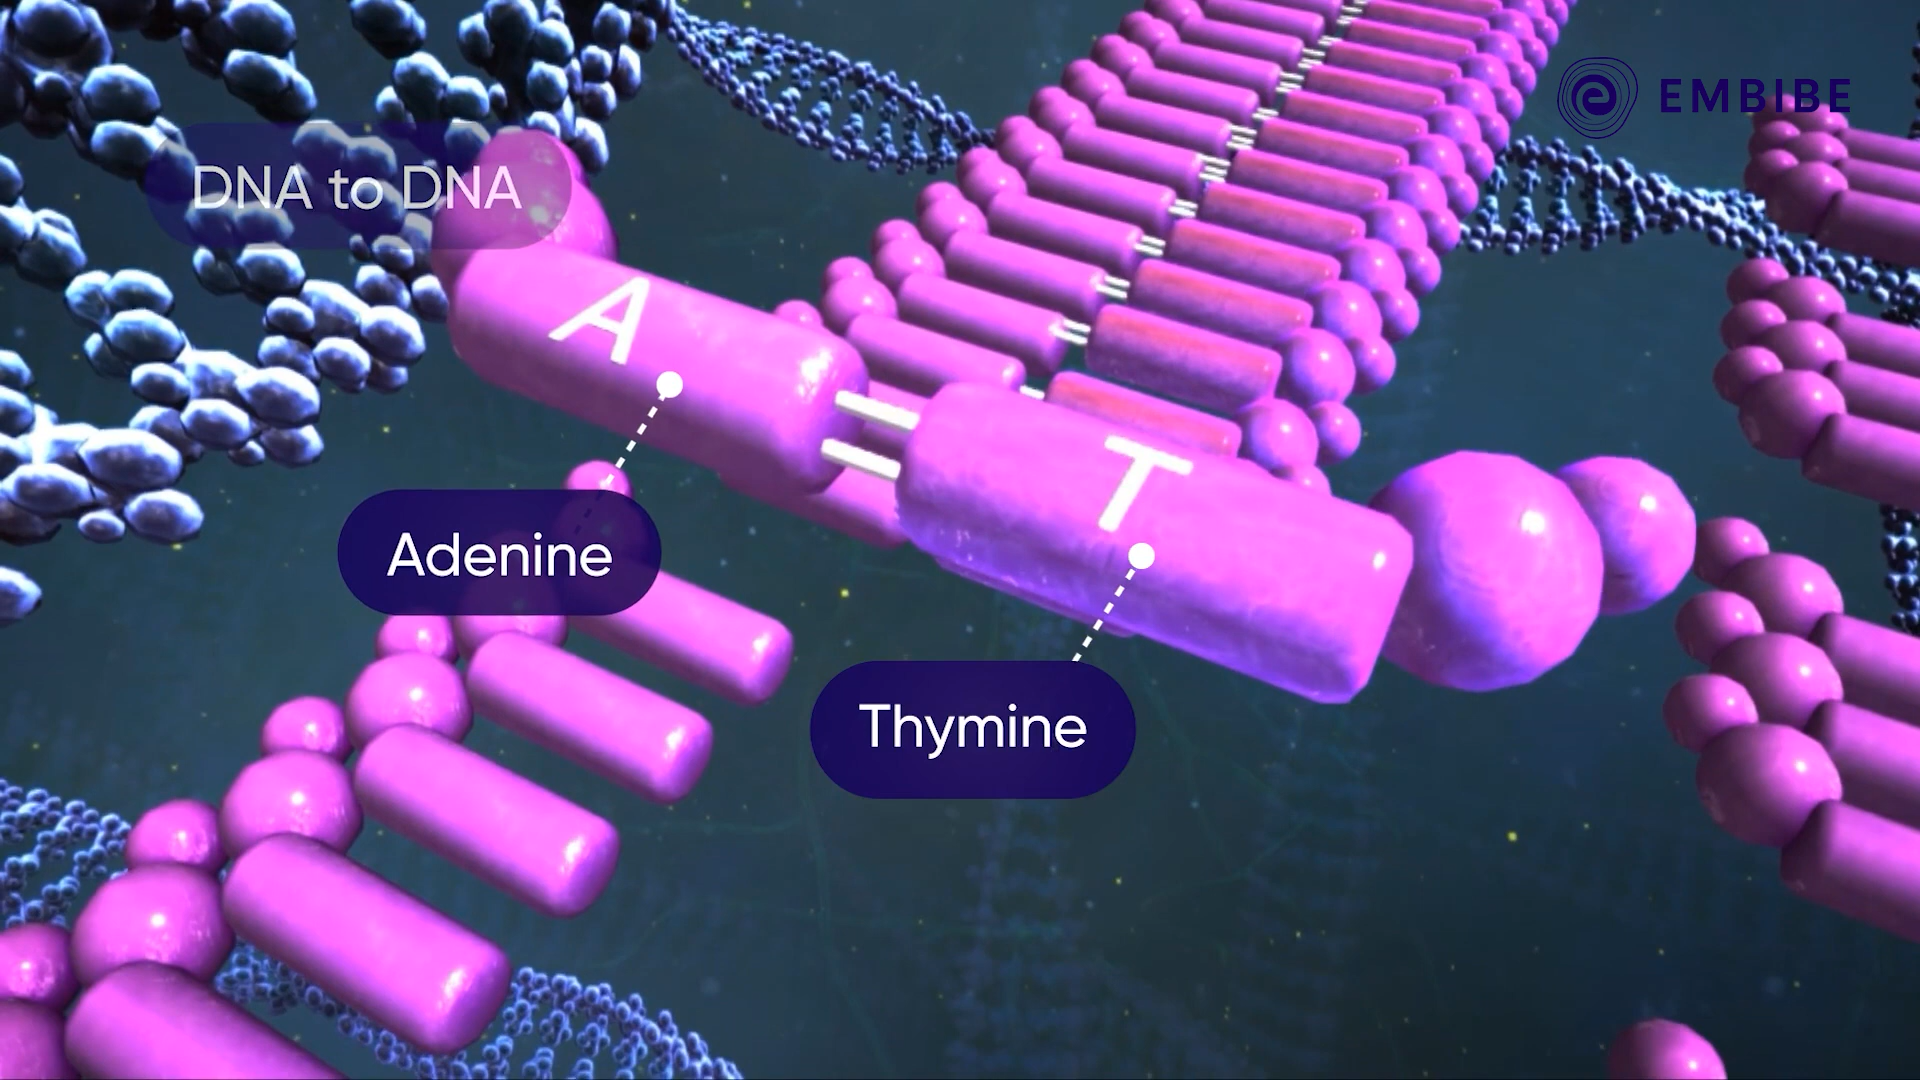 EMBIBE
DNA to DNA
A
T
Adenine
Thymine